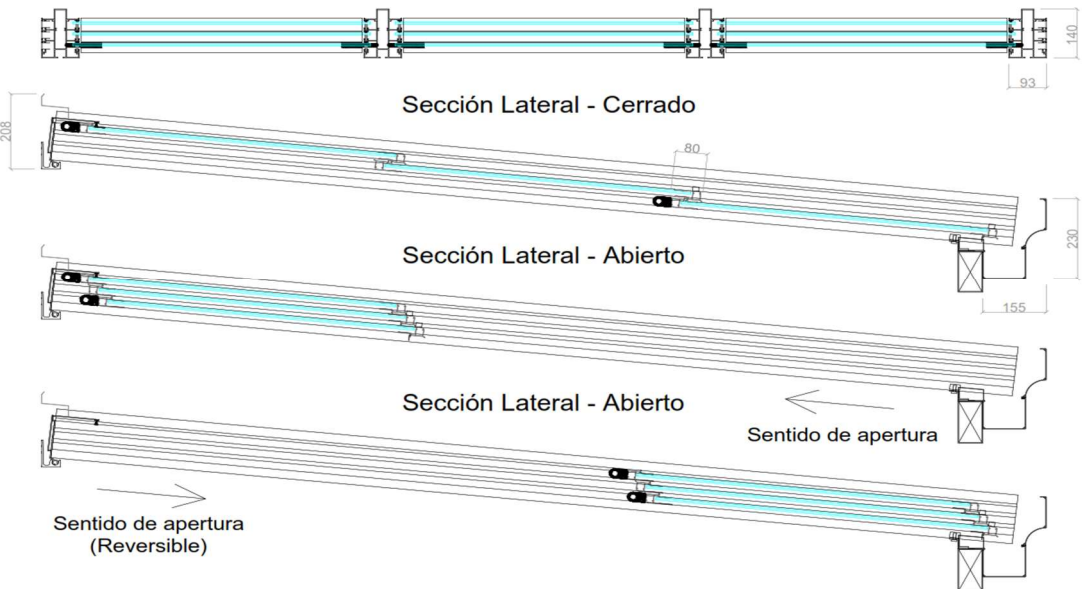 140
93
Sección Lateral - Cerrado
208
80
230
Sección Lateral - Abierto
155
Sección Lateral - Abierto
Sentido de apertura
Sentido de apertura
(Reversible)